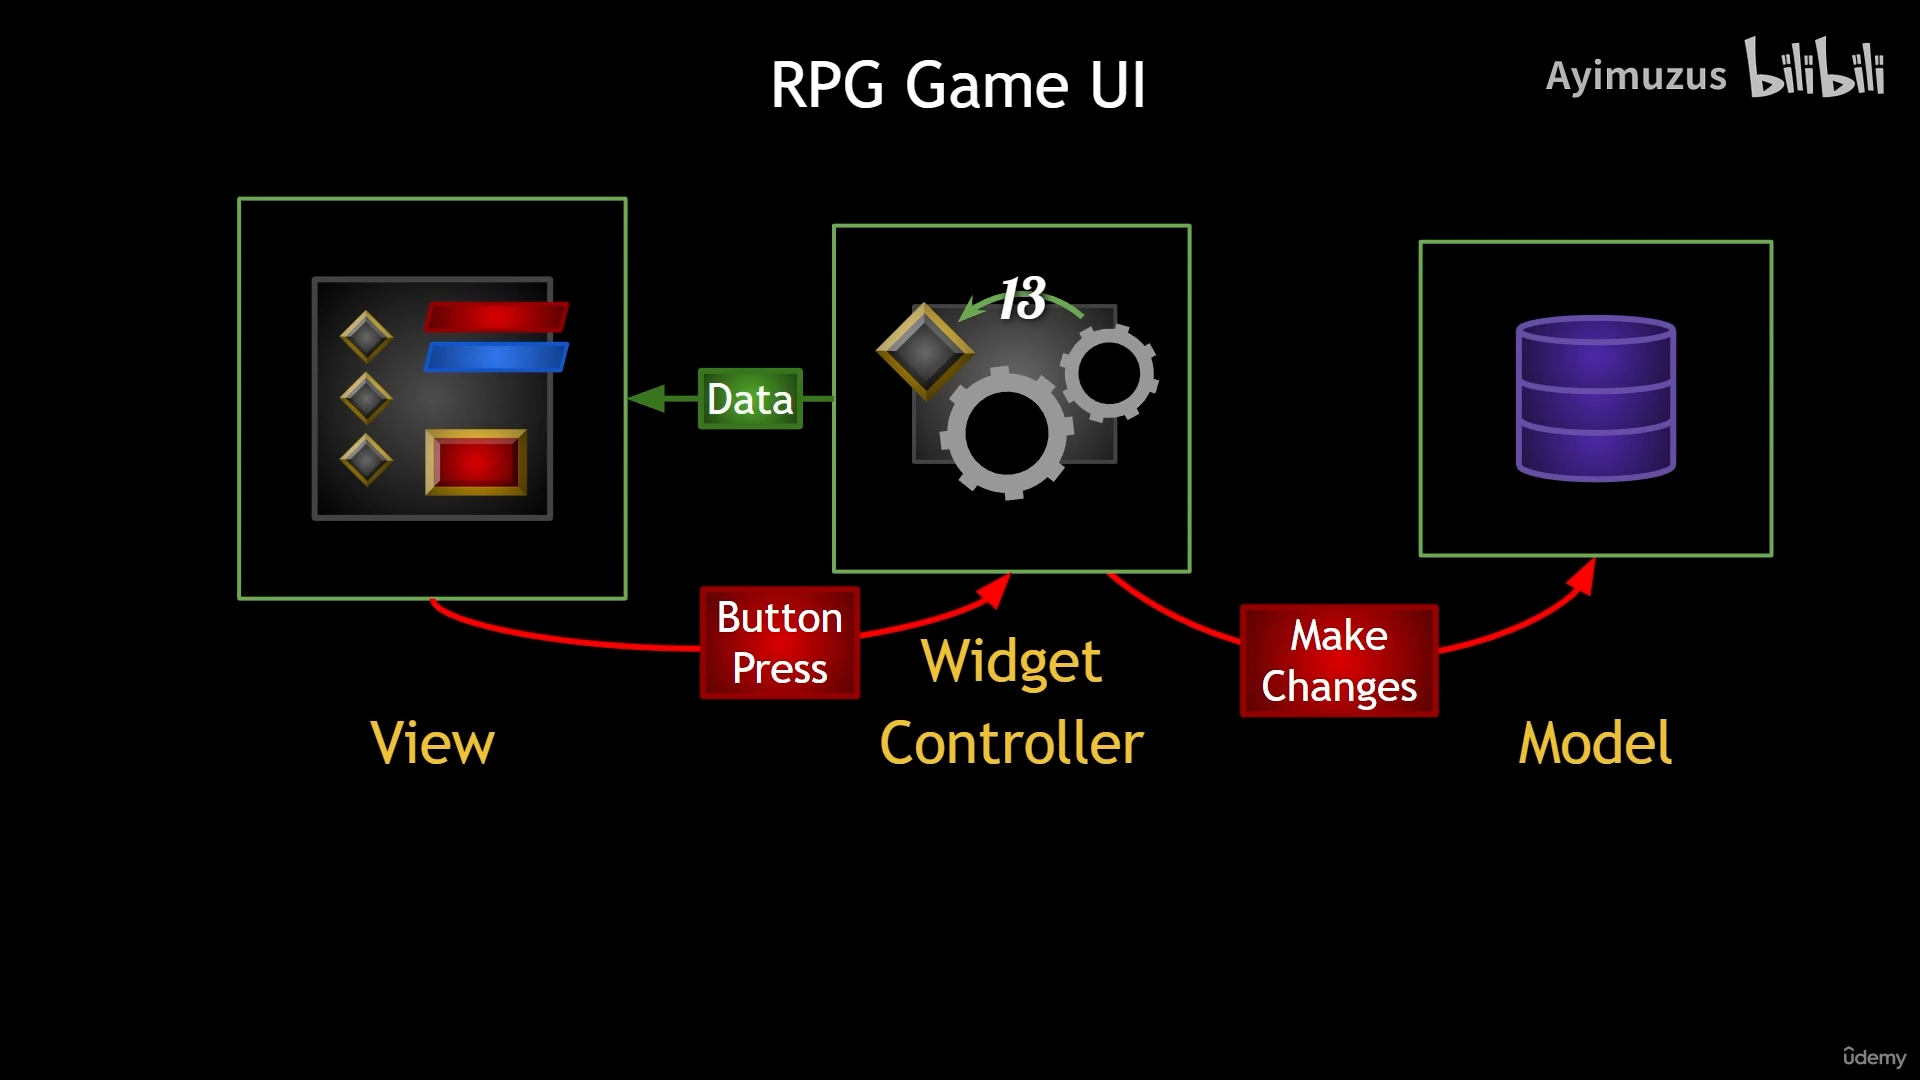 RPG Game UI
Ayimuzus bilibili
13
Data
Button
Press
Widget
Controller
Make
Changes
View
Model
ûdemy